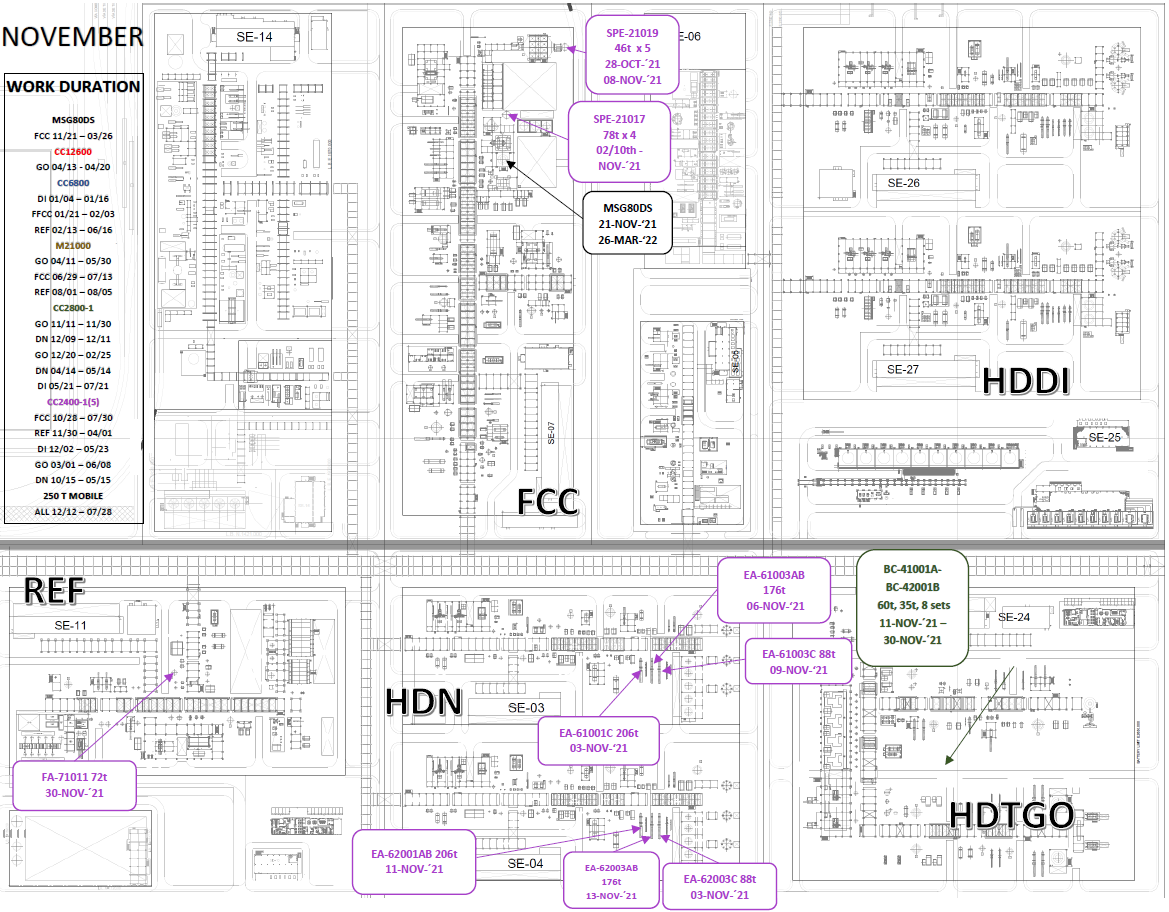 NOVEMBER
WORK DURATION
MSG80DS
FCC 11/21 – 03/26
CC12600
GO 04/13 - 04/20
CC6800
DI 01/04 – 01/16
FFCC 01/21 – 02/03
REF 02/13 – 06/16
M21000
GO 04/11 – 05/30
FCC 06/29 – 07/13
REF 08/01 – 08/05
CC2800-1
GO 11/11 – 11/30
DN 12/09 – 12/11
GO 12/20 – 02/25
DN 04/14 – 05/14
DI 05/21 – 07/21
CC2400-1(5)
FCC 10/28 – 07/30
REF 11/30 – 04/01
DI 12/02 – 05/23
GO 03/01 – 06/08
DN 10/15 – 05/15
250 T MOBILE
ALL 12/12 – 07/28
SE-14
SPE-21019
46t x 5
28-OCT-´21
08-NOV-´21
E-06
SPE-21017
78t x 4
02/10th -
NOV-´21
MSG80DS
21-NOV-‘21
26-MAR-‘22
SE-26
SE-27
HDDI
SE-05
SE-07
SE-25
FCC
REF
SE-11
FA-71011 72t
30-NOV-´21
HDN
SE-03
SE-04
EA-61003AB
176t
06-NOV-‘21
EA-61003C 88t
09-NOV-‘21
EA-61001C 206t
03-NOV-‘21
EA-62001AB 206t
11-NOV-´21
EA-62003AB
176t
13-NOV-´21
EA-62003C 88t
03-NOV-´21
BC-41001A-
BC-42001B
60t, 35t, 8 sets
11-NOV-´21 –
30-NOV-´21
SE-24
HDTGO